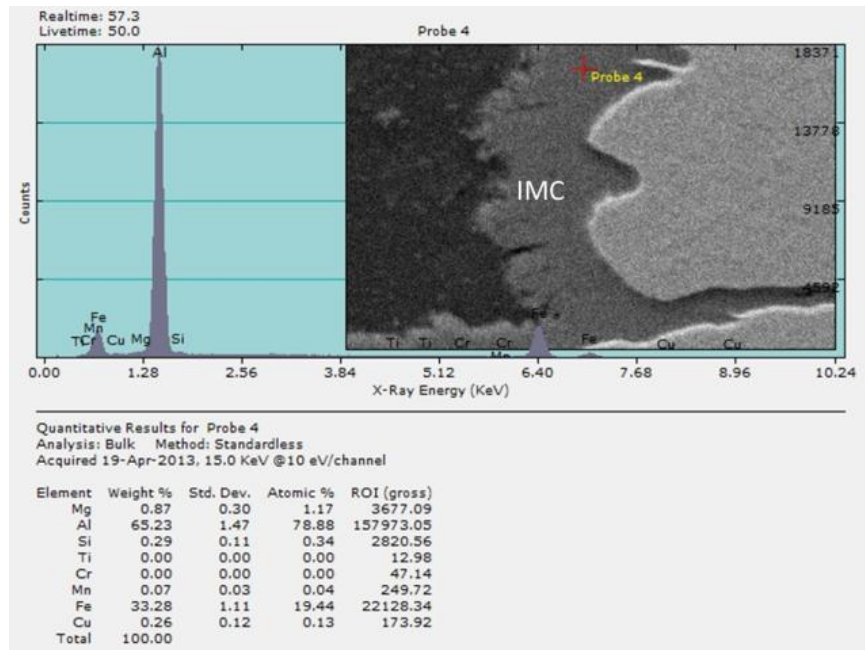 Realtime: 57.3
Livetime: 50.0
Probe 4
Al
18371
Probe 4
13778
IMC
9185
Counts
4592
Fe
Mn
Ti Cr Cu Mg Si
Fe
Ti Ti Cr Cr Fe Cu Cu
Mn
0.00 1.28 2.56 3.84 5.12 6.40 7.68 8.96 10.24
X-Ray Energy (KeV)
Quantitative Results for Probe 4
Analysis: Bulk Method: Standardless
Acquired 19-Apr-2013, 15.0 KeV @10 eV/channel
Element Weight % Std. Dev. Atomic % ROI (gross)
Mg 0.87 0.30 1.17 3677.09
Al 65.23 1.47 78.88 157973.05
Si 0.29 0.11 0.34 2820.56
Ti 0.00 0.00 0.00 12.98
Cr 0.00 0.00 0.00 47.14
Mn 0.07 0.03 0.04 249.72
Fe 33.28 1.11 19.44 22128.34
Cu 0.26 0.12 0.13 173.92
Total 100.00